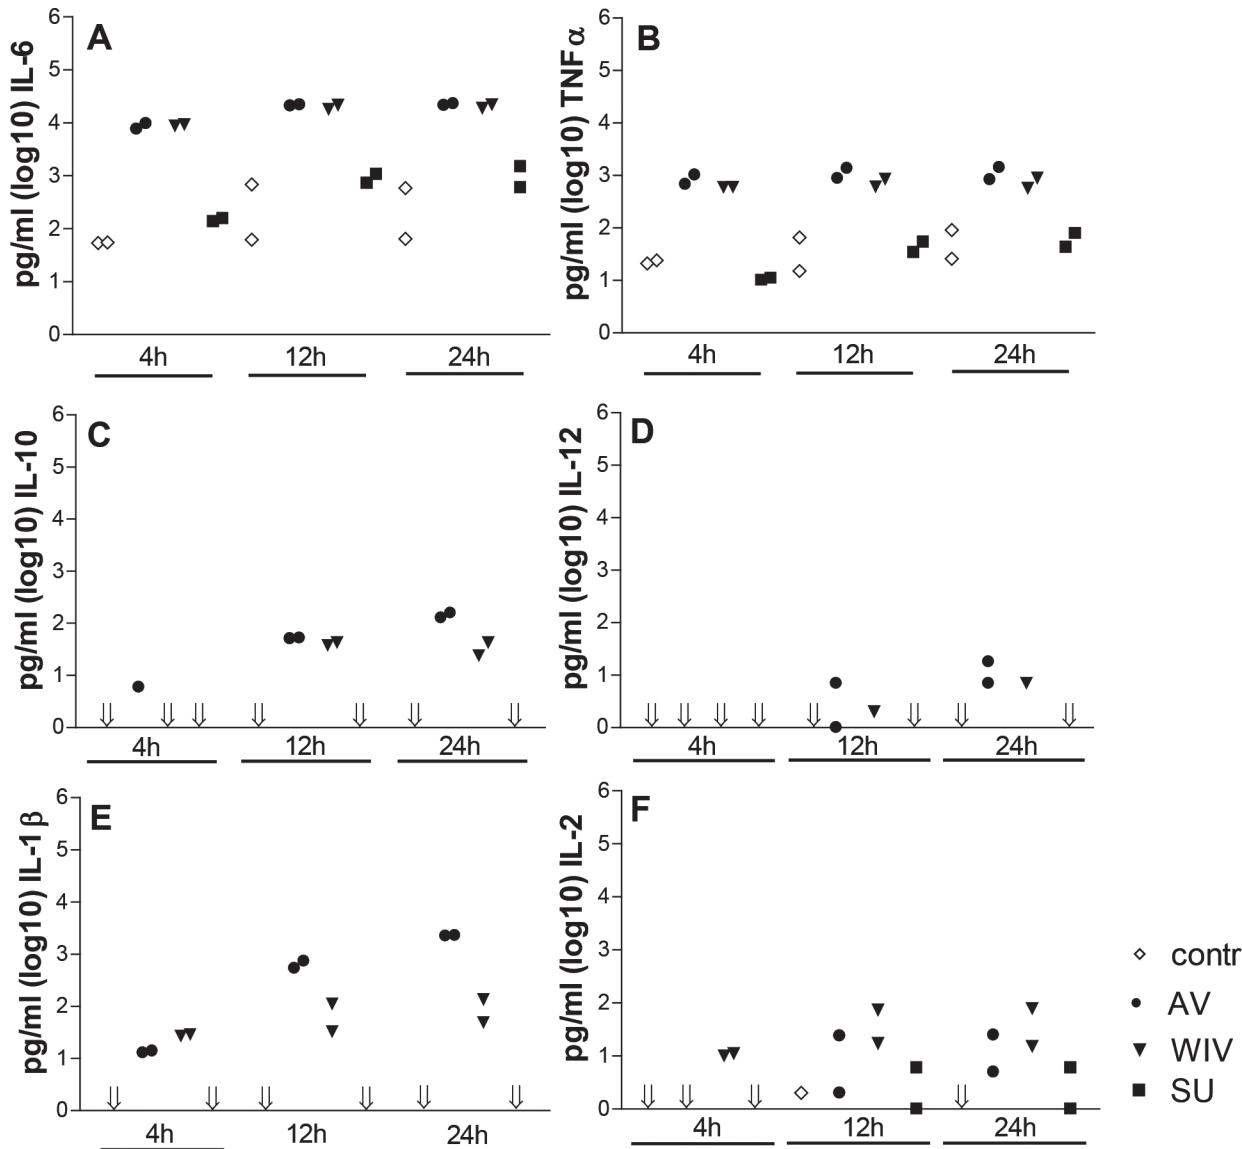 A
pg/ml (log10) IL-6
6
5
4
3
2
1
0
4h 12h 24h
B
pg/ml (log10) TNFα
6
5
4
3
2
1
0
4h 12h 24h
C
pg/ml (log10) IL-10
6
5
4
3
2
1
0
4h 12h 24h
D
pg/ml (log10) IL-12
6
5
4
3
2
1
0
4h 12h 24h
E
pg/ml (log10) IL-1β
6
5
4
3
2
1
0
4h 12h 24h
F
pg/ml (log10) IL-2
6
5
4
3
2
1
0
4h 12h 24h
contr
AV
WIV
SU